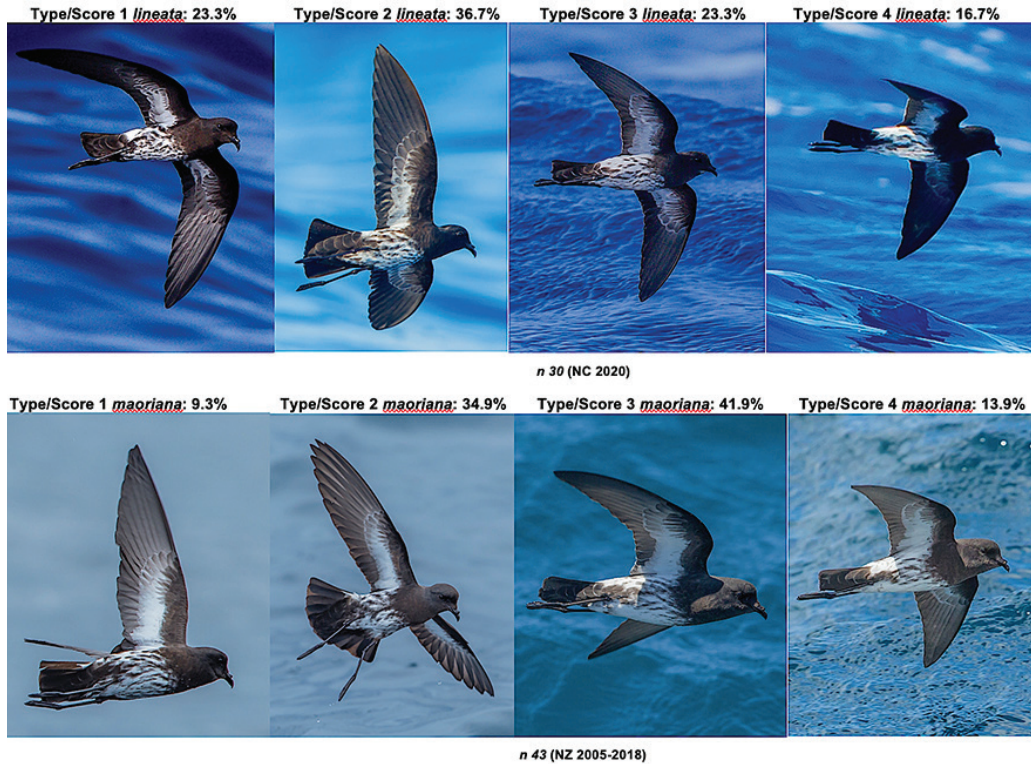 Type/Score 1 lineata: 23.3% Type/Score 2 lineata: 36.7% Type/Score 3 lineata: 23.3% Type/Score 4 lineata: 16.7%
n 30 (NC 2020)
Type/Score 1 maoriana: 9.3% Type/Score 2 maoriana: 34.9% Type/Score 3 maoriana: 41.9% Type/Score 4 maoriana: 13.9%
n 43 (NZ 2005-2018)